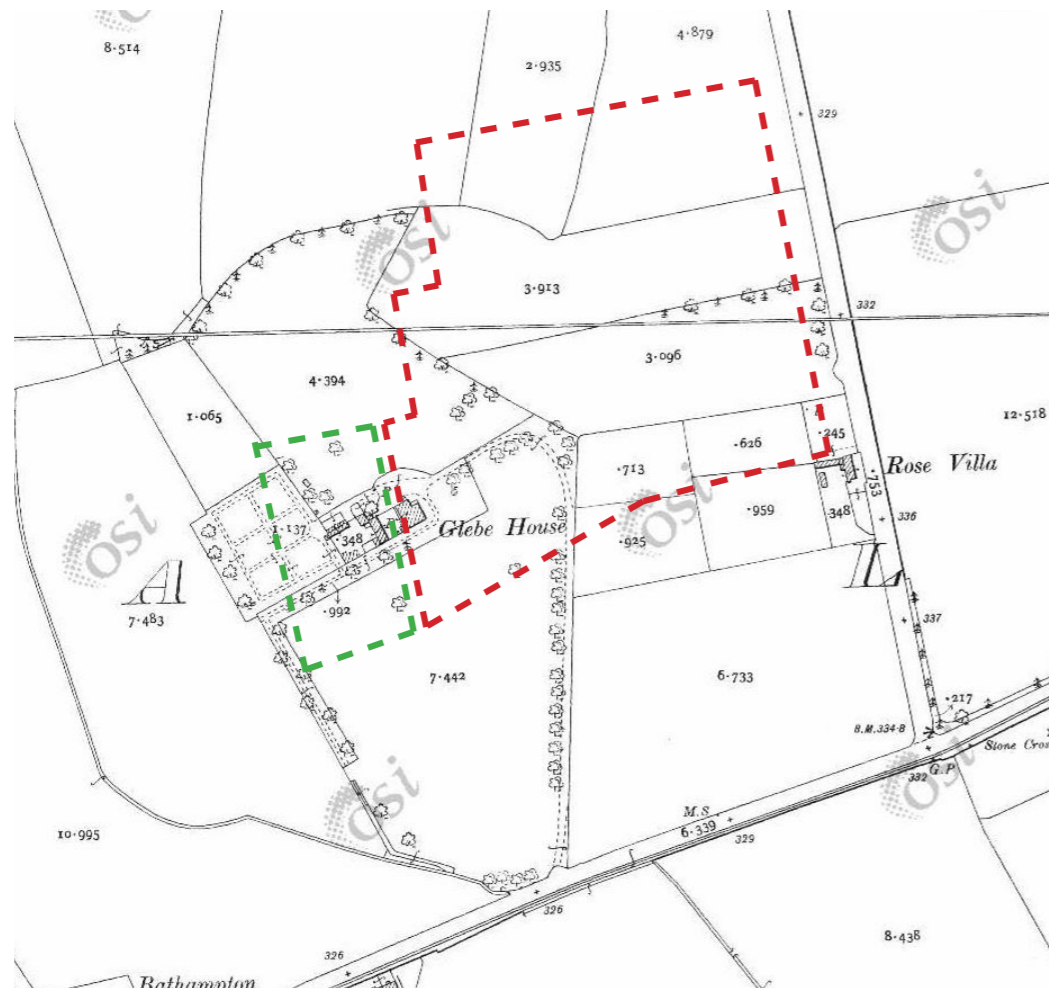 8·514
4·879
2·935
329
osi
osi
osi
3·913
332
3·096
4·394
1·065
12·518
·626
·245
·713
Rose Villa
·753
osi
osi
1·137
Glebe House
·348
·959
·348
336
·925
A
7·483
·992
337
7·442
6·733
·217
B.M. 334·8
Stone Cros
osi
osi
332
G.P
M.S.
6·339
329
10·995
326
8·438
326
Rathampton